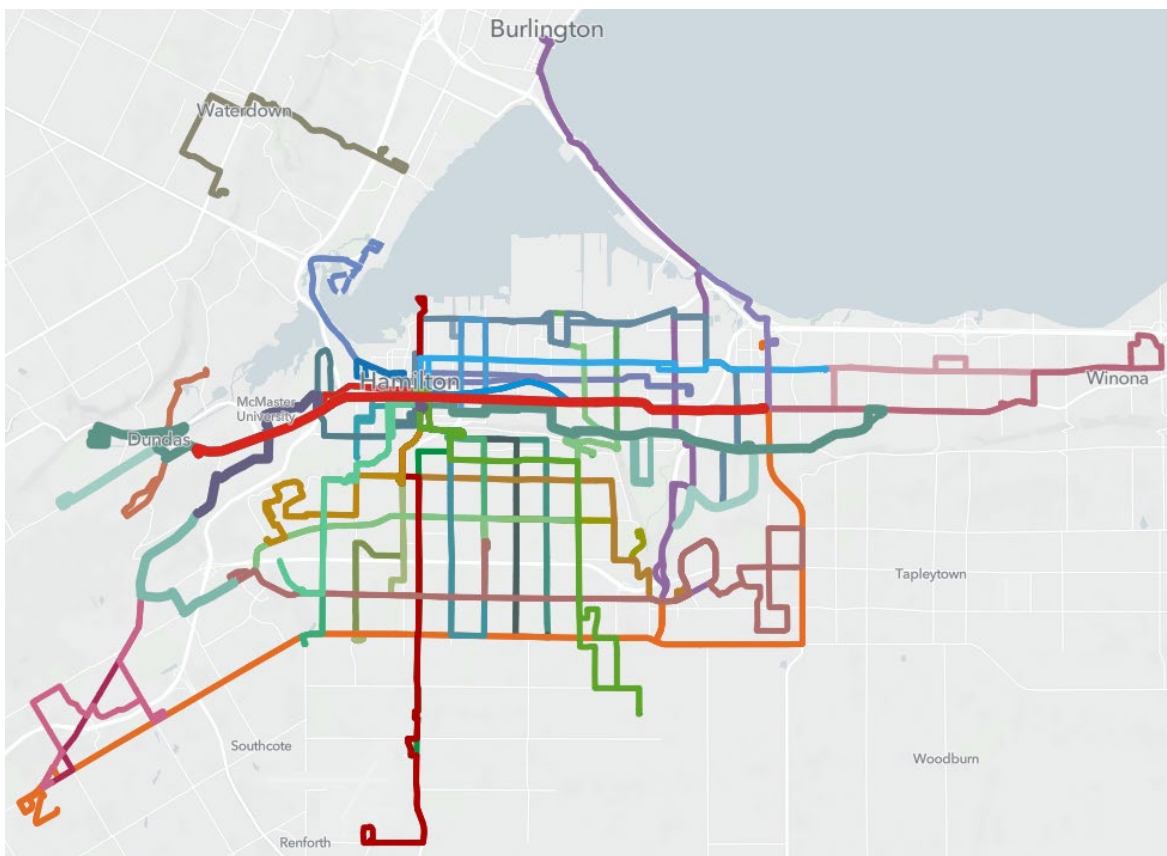 Burlington
Waterdown
Hamilton
Winona
McMaster
University
Dundas
Tapleytown
Southcote
Woodburn
Renforth